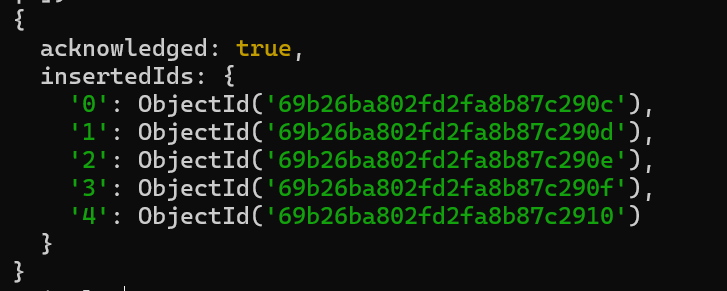 {
  acknowledged: true,
  insertedIds: {
    '0': ObjectId('69b26ba802fd2fa8b87c290c'),
    '1': ObjectId('69b26ba802fd2fa8b87c290d'),
    '2': ObjectId('69b26ba802fd2fa8b87c290e'),
    '3': ObjectId('69b26ba802fd2fa8b87c290f'),
    '4': ObjectId('69b26ba802fd2fa8b87c2910')
  }
}